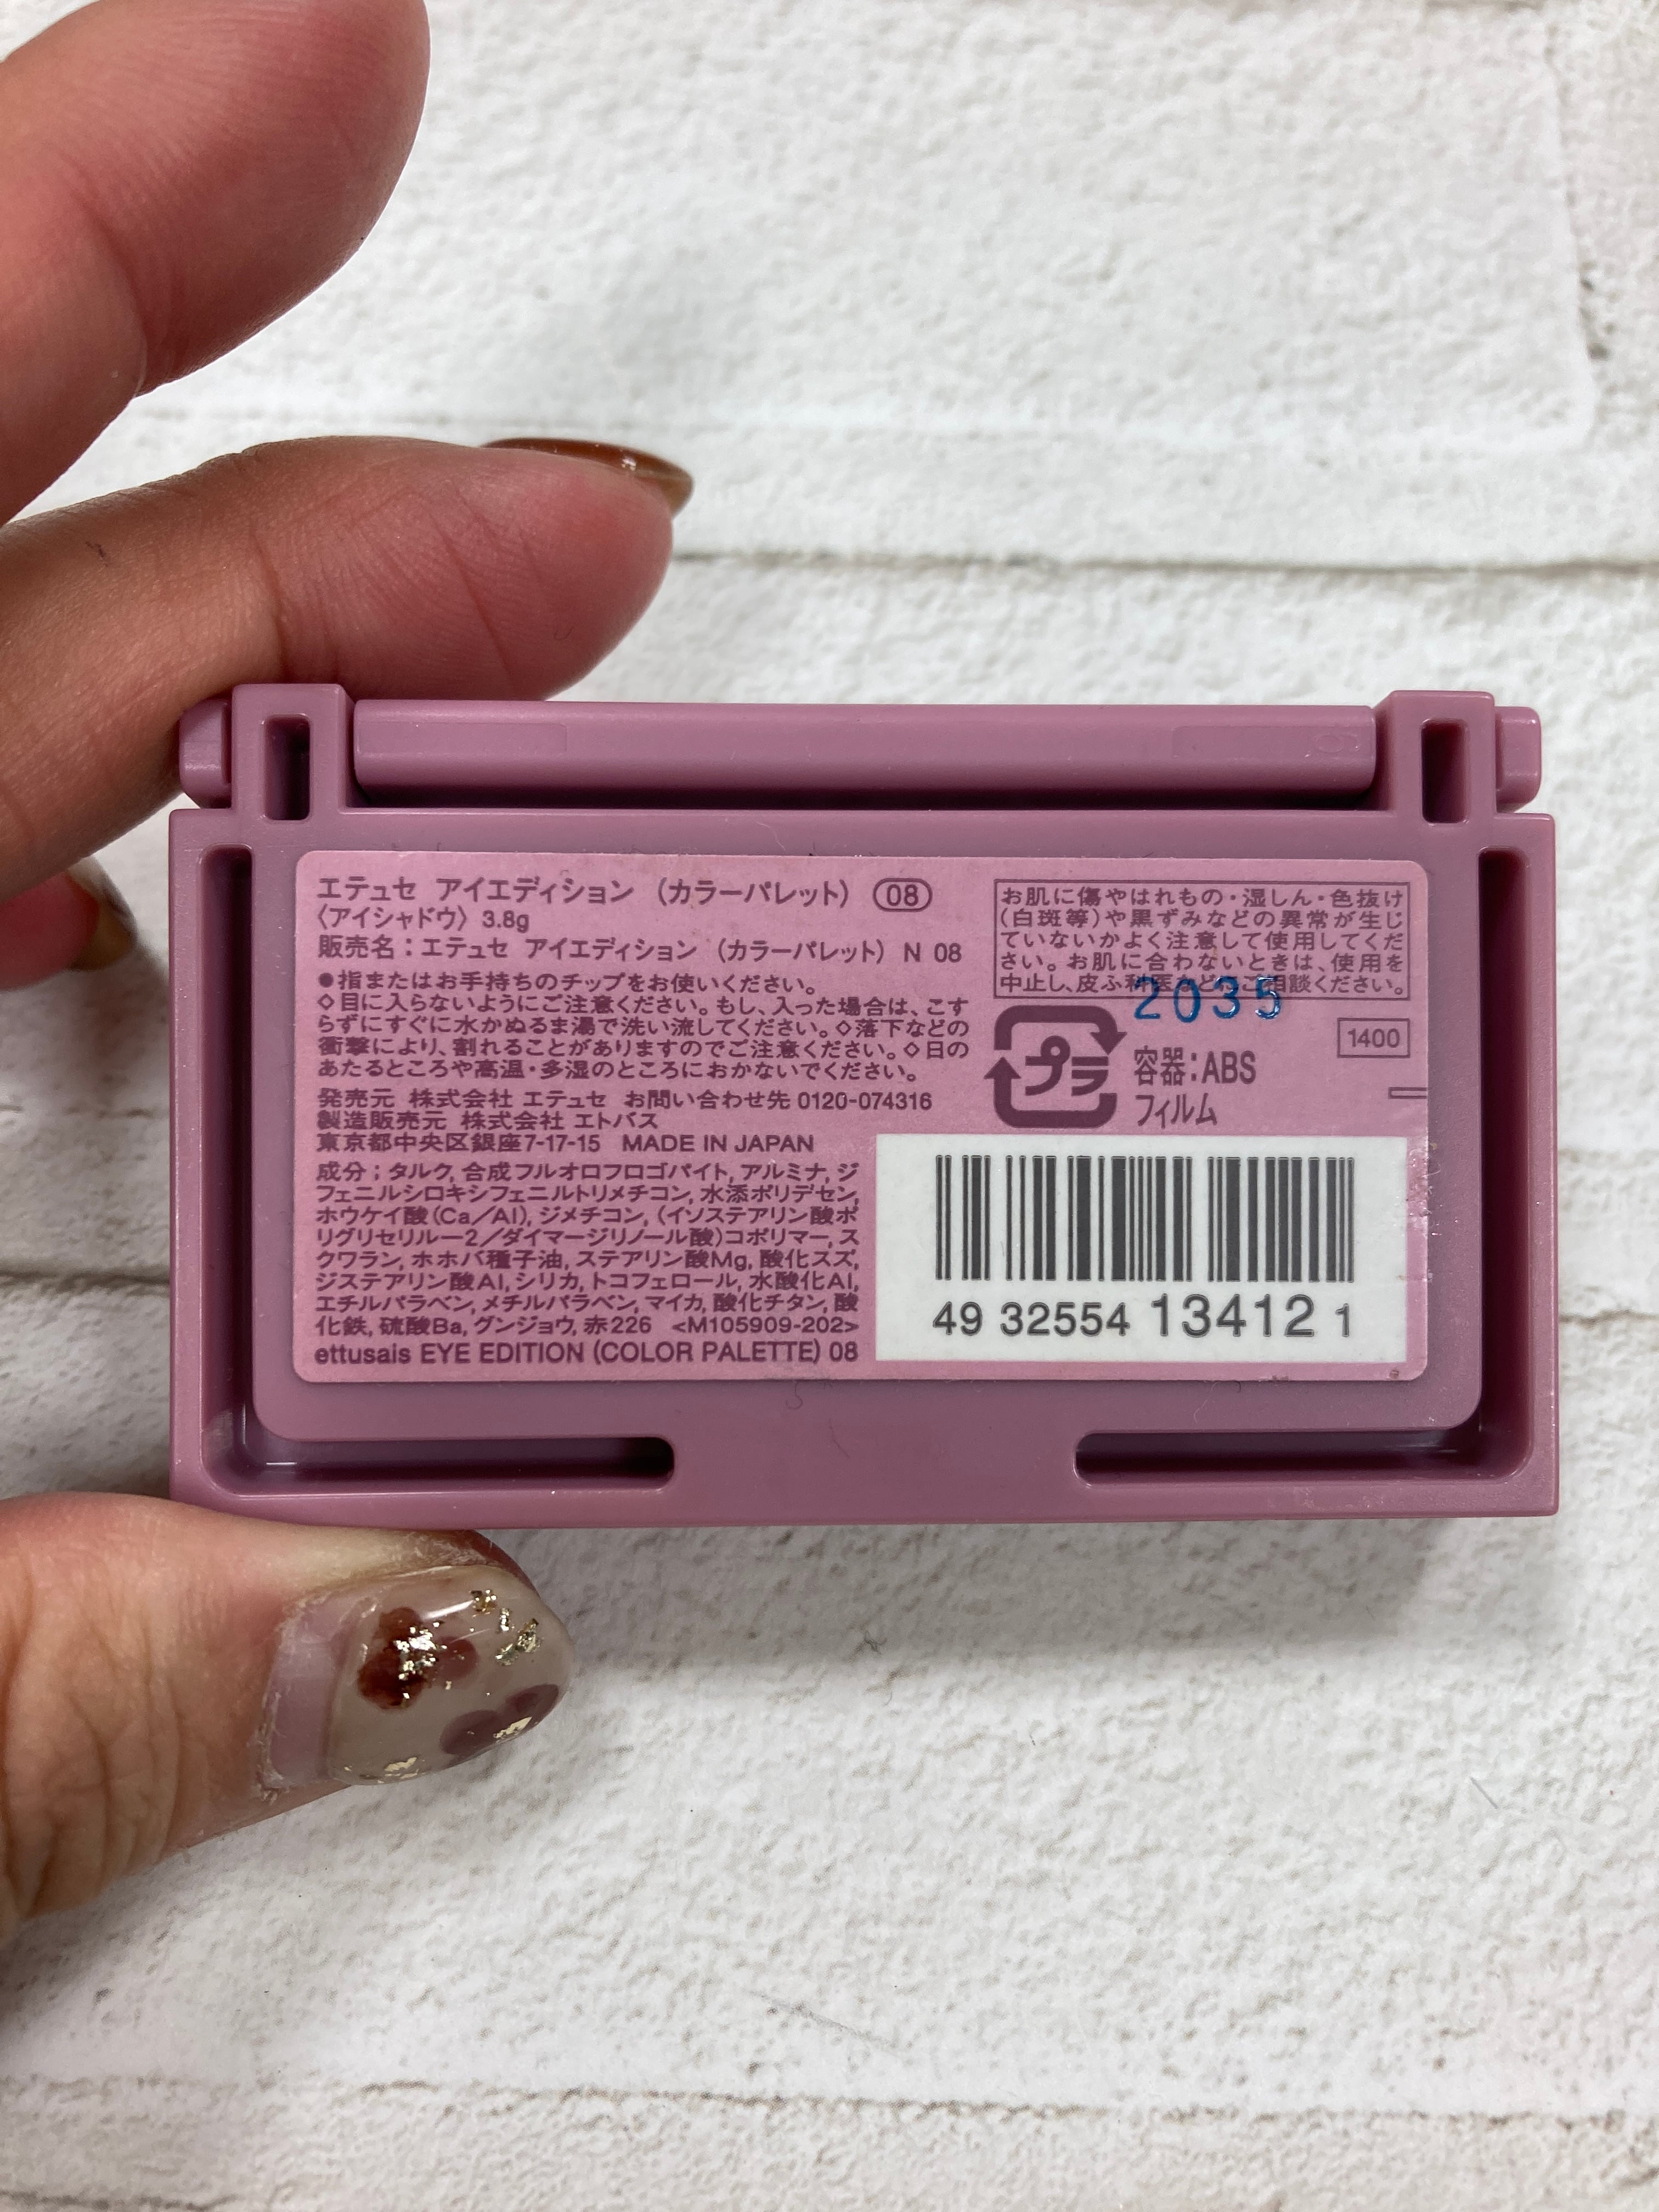 エテュセ アイエディション (カラーパレット) 08
〈アイシャドウ〉 3.8g
販売名：エテュセ アイエディション (カラーパレット) N 08
●指またはお手持ちのチップをお使いください。
◇目に入らないようにご注意ください。もし、入った場合は、こす
らずにすぐに水かぬるま湯で洗い流してください。◇落下などの
衝撃により、割れることがありますのでご注意ください。◇日の
あたるところや高温・多湿のところにおかないでください。
発売元 株式会社 エテュセ お問い合わせ先 0120-074316
製造販売元 株式会社 エトバス
東京都中央区銀座7-17-15 MADE IN JAPAN
成分；タルク, 合成フルオロフロゴパイト, アルミナ, ジ
フェニルシロキシフェニルトリメチコン, 水添ポリデセン,
ホウケイ酸(Ca/Al), ジメチコン, (イソステアリン酸ポ
リグリセリルー2/ダイマージリノール酸)コポリマー, ス
クワラン, ホホバ種子油, ステアリン酸Mg, 酸化スズ,
ジステアリン酸Al, シリカ, トコフェロール, 水酸化Al,
エチルパラベン, メチルパラベン, マイカ, 酸化チタン, 酸
化鉄, 硫酸Ba, グンジョウ, 赤226 <M105909-202>
ettusais EYE EDITION (COLOR PALETTE) 08
お肌に傷やはれもの・湿しん・色抜け
(白斑等)や黒ずみなどの異常が生じ
ていないかよく注意して使用してくだ
さい。お肌に合わないときは、使用を
中止し、皮ふ科医などにご相談ください。
2035
プラ
容器：ABS
フィルム
1400
49 32554 13412 1